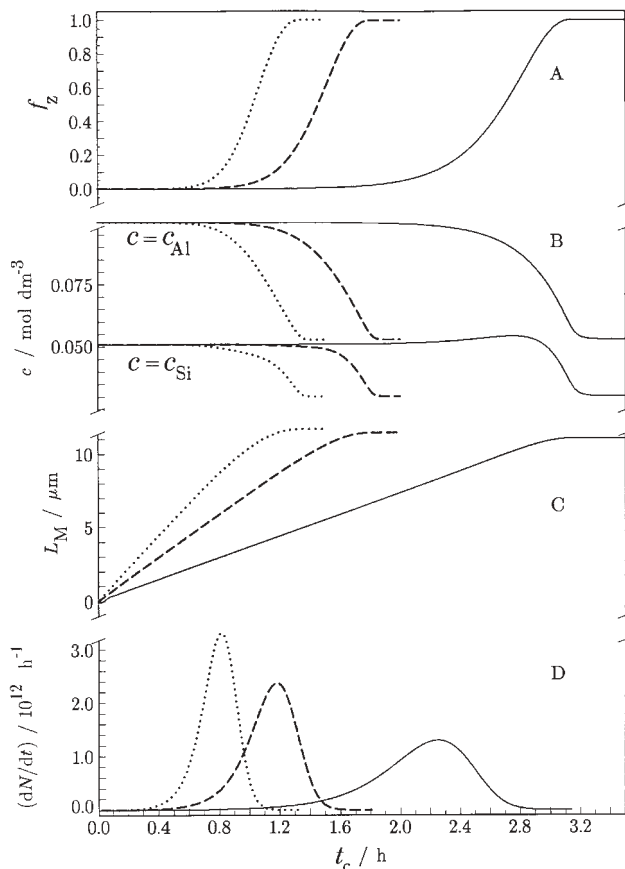 1.0
0.8
0.6
0.4
0.2
0.0
f_Z
A
c = c_Al
B
0.075
0.050
c / mol dm⁻³
c = c_Si
10
5
0
L_M / μm
C
3.0
2.0
1.0
0.0
(dN/dt) / 10¹² h⁻¹
D
0.0 0.4 0.8 1.2 1.6 2.0 2.4 2.8 3.2
t_c / h